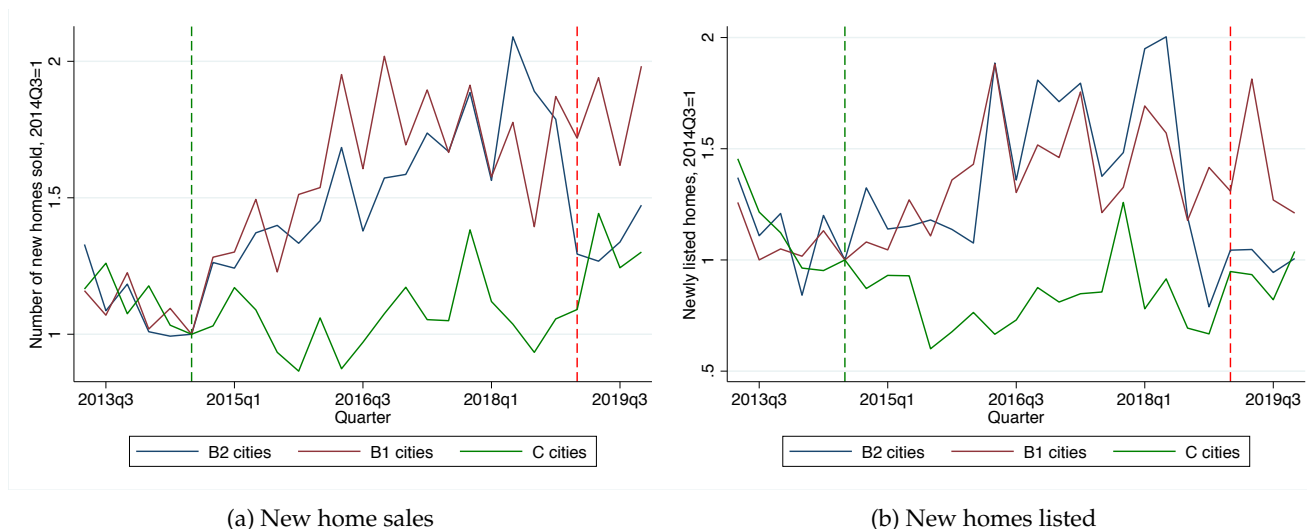 Number of new homes sold, 2014Q3=1
2
1.5
1
2013q3 2015q1 2016q3 2018q1 2019q3
Quarter
B2 cities B1 cities C cities
(a) New home sales
Newly listed homes, 2014Q3=1
2
1.5
1
.5
2013q3 2015q1 2016q3 2018q1 2019q3
Quarter
B2 cities B1 cities C cities
(b) New homes listed